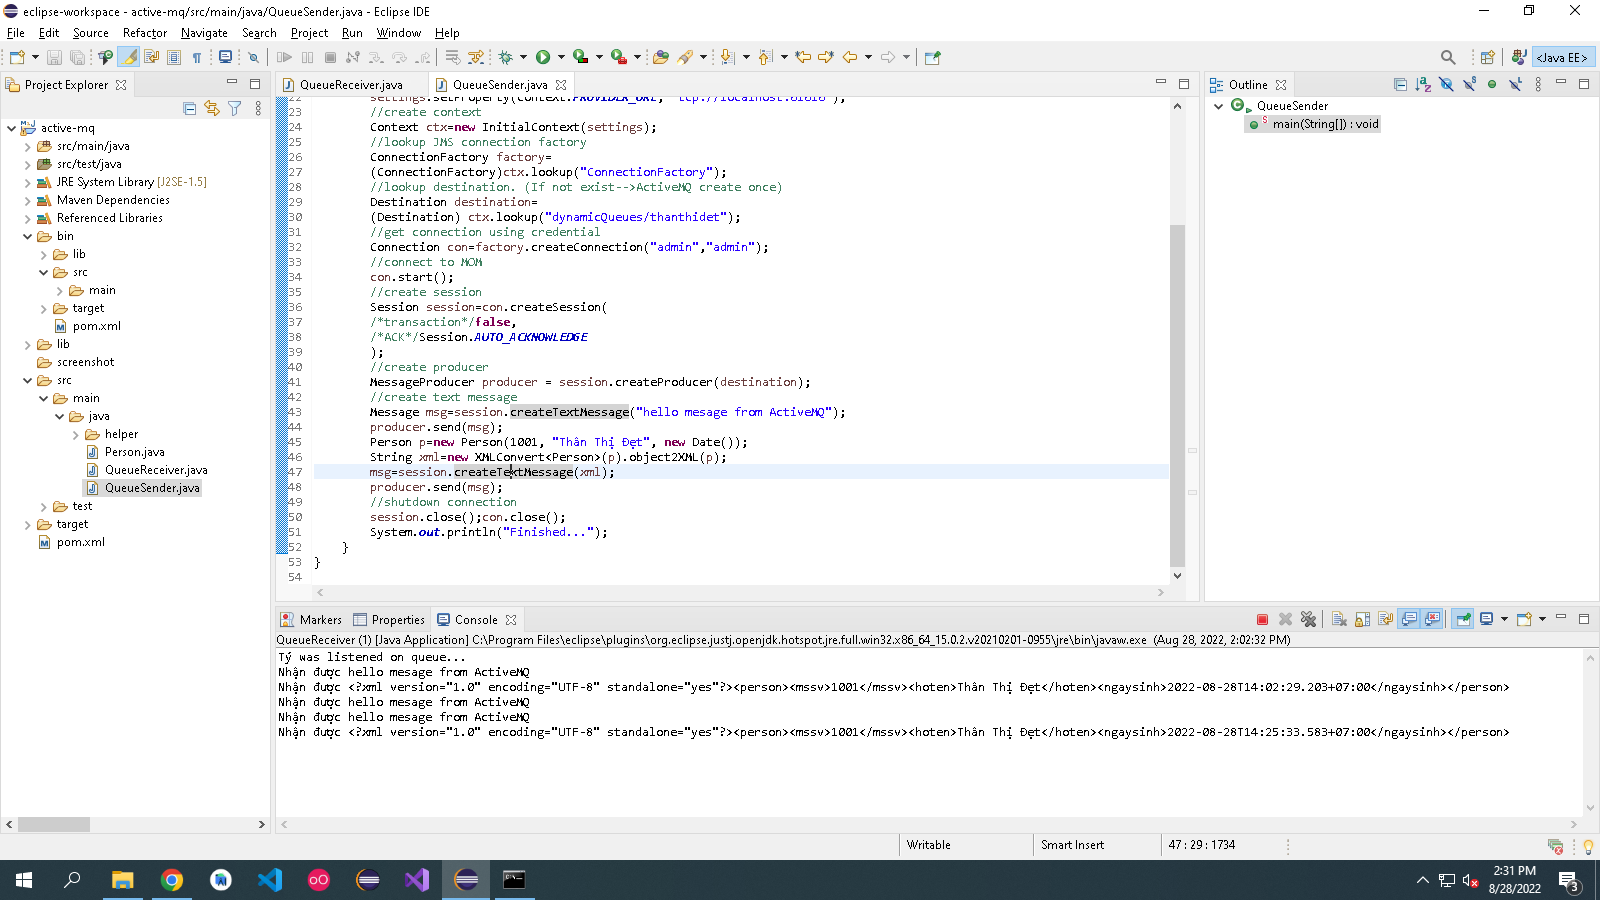 eclipse-workspace - active-mq/src/main/java/QueueSender.java - Eclipse IDE
File Edit Source Refactor Navigate Search Project Run Window Help
<Java EE>
Project Explorer
active-mq
src/main/java
src/test/java
JRE System Library [J2SE-1.5]
Maven Dependencies
Referenced Libraries
bin
lib
src
main
target
pom.xml
lib
screenshot
src
main
java
helper
Person.java
QueueReceiver.java
QueueSender.java
test
target
pom.xml
QueueReceiver.java
QueueSender.java
22 settings.setProperty(Context.PROVIDER_URL, "tcp://localhost:61616");
23 //create context
24 Context ctx=new InitialContext(settings);
25 //lookup JMS connection factory
26 ConnectionFactory factory=
27 (ConnectionFactory)ctx.lookup("ConnectionFactory");
28 //lookup destination. (If not exist-->ActiveMQ create once)
29 Destination destination=
30 (Destination) ctx.lookup("dynamicQueues/thanthidet");
31 //get connection using credential
32 Connection con=factory.createConnection("admin","admin");
33 //connect to MOM
34 con.start();
35 //create session
36 Session session=con.createSession(
37 /*transaction*/false,
38 /*ACK*/Session.AUTO_ACKNOWLEDGE
39 );
40 //create producer
41 MessageProducer producer = session.createProducer(destination);
42 //create text message
43 Message msg=session.createTextMessage("hello mesage from ActiveMQ");
44 producer.send(msg);
45 Person p=new Person(1001, "Thân Thị Đẹt", new Date());
46 String xml=new XMLConvert<Person>(p).object2XML(p);
47 msg=session.createTextMessage(xml);
48 producer.send(msg);
49 //shutdown connection
50 session.close();con.close();
51 System.out.println("Finished...");
52 }
53 }
54
Outline
QueueSender
main(String[]) : void
Markers Properties Console
QueueReceiver (1) [Java Application] C:\Program Files\eclipse\plugins\org.eclipse.justj.openjdk.hotspot.jre.full.win32.x86_64_15.0.2.v20210201-0955\jre\bin\javaw.exe (Aug 28, 2022, 2:02:32 PM)
Tý was listened on queue...
Nhận được hello mesage from ActiveMQ
Nhận được <?xml version="1.0" encoding="UTF-8" standalone="yes"?><person><mssv>1001</mssv><hoten>Thân Thị Đẹt</hoten><ngaysinh>2022-08-28T14:02:29.203+07:00</ngaysinh></person>
Nhận được hello mesage from ActiveMQ
Nhận được hello mesage from ActiveMQ
Nhận được <?xml version="1.0" encoding="UTF-8" standalone="yes"?><person><mssv>1001</mssv><hoten>Thân Thị Đẹt</hoten><ngaysinh>2022-08-28T14:25:33.583+07:00</ngaysinh></person>
Writable
Smart Insert
47 : 29 : 1734
2:31 PM
8/28/2022
3